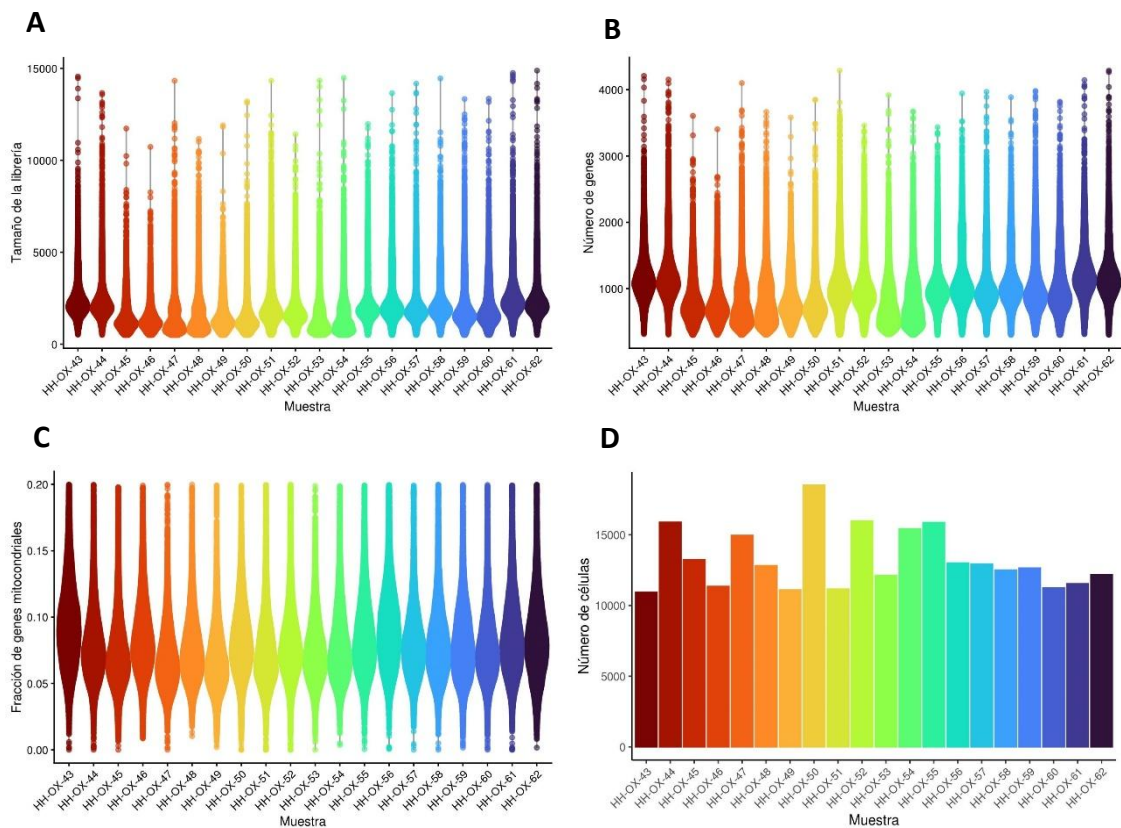 A
Tamaño de la librería
15000
10000
5000
0
HH-OX-43
HH-OX-44
HH-OX-45
HH-OX-46
HH-OX-47
HH-OX-48
HH-OX-49
HH-OX-50
HH-OX-51
HH-OX-52
HH-OX-53
HH-OX-54
HH-OX-55
HH-OX-56
HH-OX-57
HH-OX-58
HH-OX-59
HH-OX-60
HH-OX-61
HH-OX-62
Muestra
B
Número de genes
4000
3000
2000
1000
HH-OX-43
HH-OX-44
HH-OX-45
HH-OX-46
HH-OX-47
HH-OX-48
HH-OX-49
HH-OX-50
HH-OX-51
HH-OX-52
HH-OX-53
HH-OX-54
HH-OX-55
HH-OX-56
HH-OX-57
HH-OX-58
HH-OX-59
HH-OX-60
HH-OX-61
HH-OX-62
Muestra
C
Fracción de genes mitocondriales
0.20
0.15
0.10
0.05
0.00
HH-OX-43
HH-OX-44
HH-OX-45
HH-OX-46
HH-OX-47
HH-OX-48
HH-OX-49
HH-OX-50
HH-OX-51
HH-OX-52
HH-OX-53
HH-OX-54
HH-OX-55
HH-OX-56
HH-OX-57
HH-OX-58
HH-OX-59
HH-OX-60
HH-OX-61
HH-OX-62
Muestra
D
Número de células
15000
10000
5000
0
HH-OX-43
HH-OX-44
HH-OX-45
HH-OX-46
HH-OX-47
HH-OX-48
HH-OX-49
HH-OX-50
HH-OX-51
HH-OX-52
HH-OX-53
HH-OX-54
HH-OX-55
HH-OX-56
HH-OX-57
HH-OX-58
HH-OX-59
HH-OX-60
HH-OX-61
HH-OX-62
Muestra